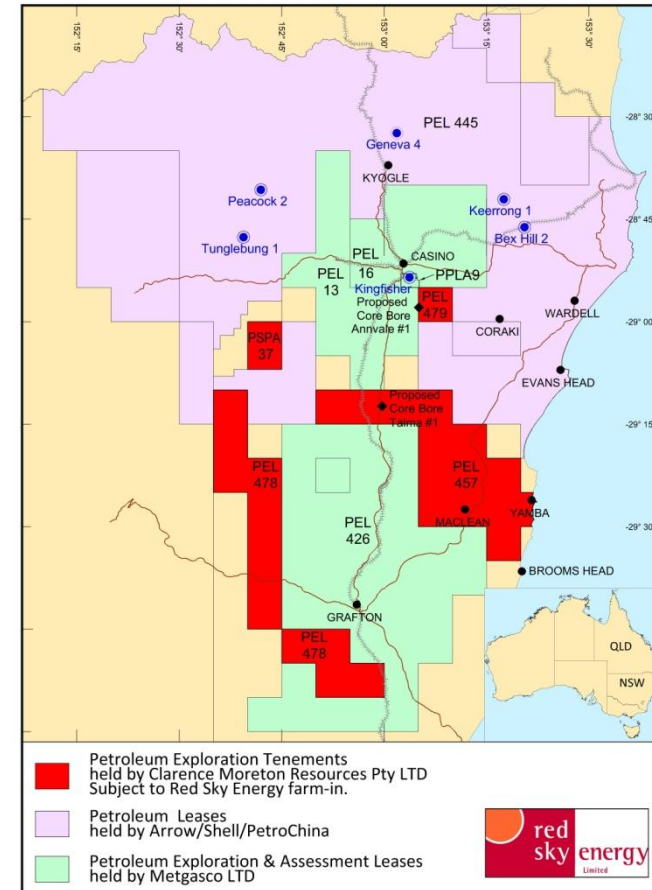 152° 15'
152° 30'
152° 45'
153° 00'
153° 15'
153° 30'
-28° 30'
-28° 45'
-29° 00'
-29° 15'
-29° 30'
PEL 445
Geneva 4
KYOGLE
Peacock 2
Keerrong 1
Tunglebung 1
Bex Hill 2
PEL
16
CASINO
PPLA9
PEL
13
Kingfisher
Proposed
Core Bore
Annvale #1
PEL
479
WARDELL
CORAKI
PSPA
37
EVANS HEAD
Proposed
Core Bore
Taima #1
PEL
478
PEL
457
PEL
426
MACLEAN
YAMBA
BROOMS HEAD
GRAFTON
PEL
478
QLD
NSW
Petroleum Exploration Tenements
held by Clarence Moreton Resources Pty LTD
Subject to Red Sky Energy farm-in.
Petroleum Leases
held by Arrow/Shell/PetroChina
Petroleum Exploration & Assessment Leases
held by Metgasco LTD
red
sky energy
Limited